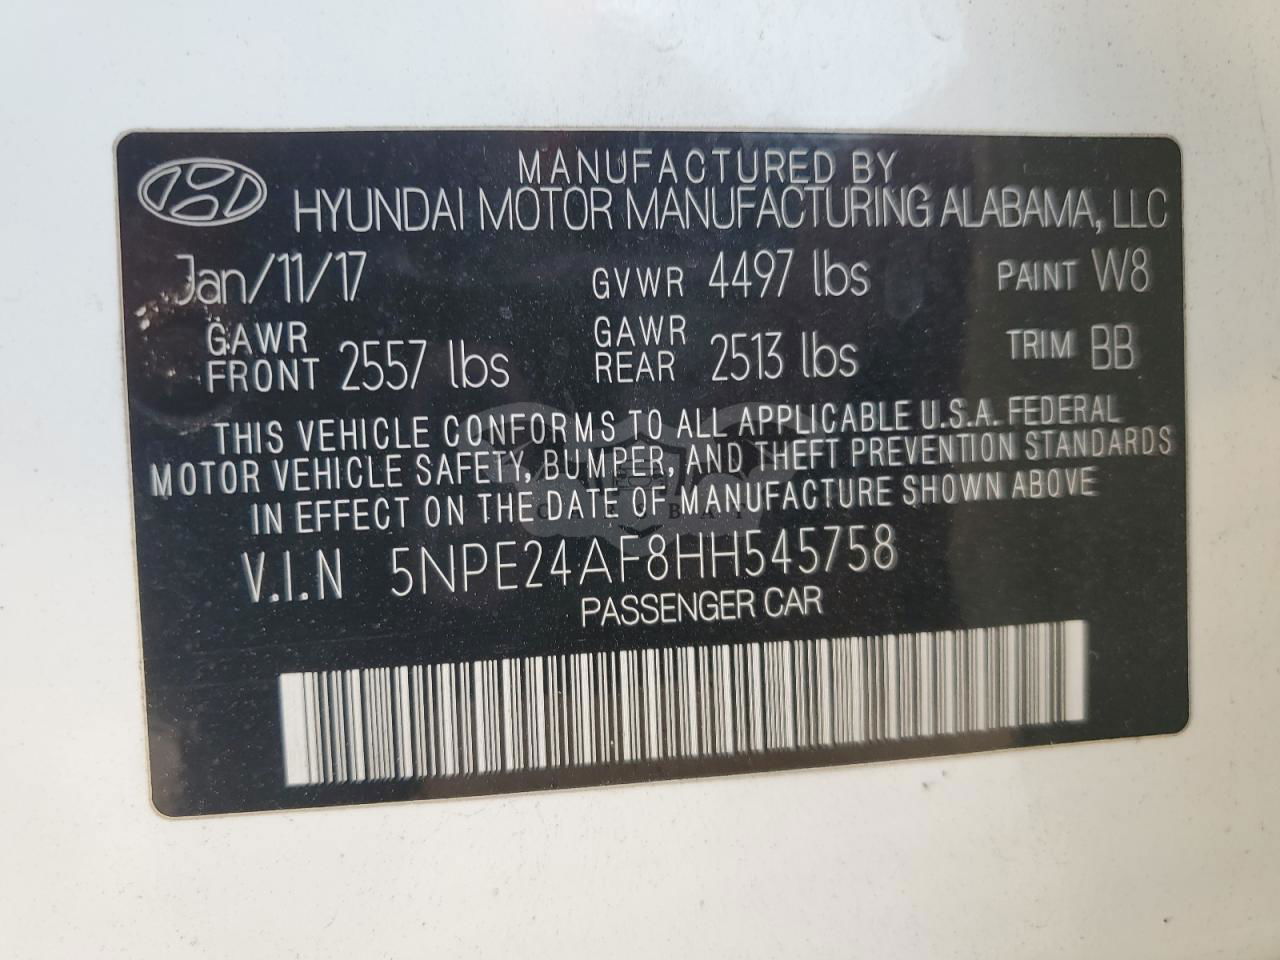 MANUFACTURED BY
HYUNDAI MOTOR MANUFACTURING ALABAMA, LLC
Jan/11/17 GVWR 4497 lbs PAINT W8
GAWR FRONT 2557 lbs GAWR REAR 2513 lbs TRIM BB
THIS VEHICLE CONFORMS TO ALL APPLICABLE U.S.A. FEDERAL
MOTOR VEHICLE SAFETY, BUMPER, AND THEFT PREVENTION STANDARDS
IN EFFECT ON THE DATE OF MANUFACTURE SHOWN ABOVE
V.I.N 5NPE24AF8HH545758
PASSENGER CAR